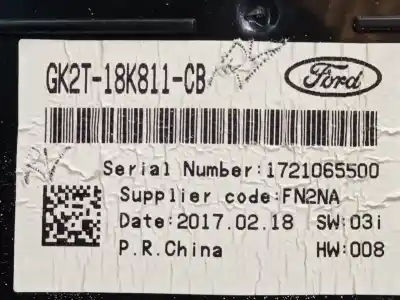 GK2T-18K811-CB
Ford
Serial Number:1721065500
Supplier code:FN2NA
Date:2017.02.18 SW:03i
P.R.China HW:008